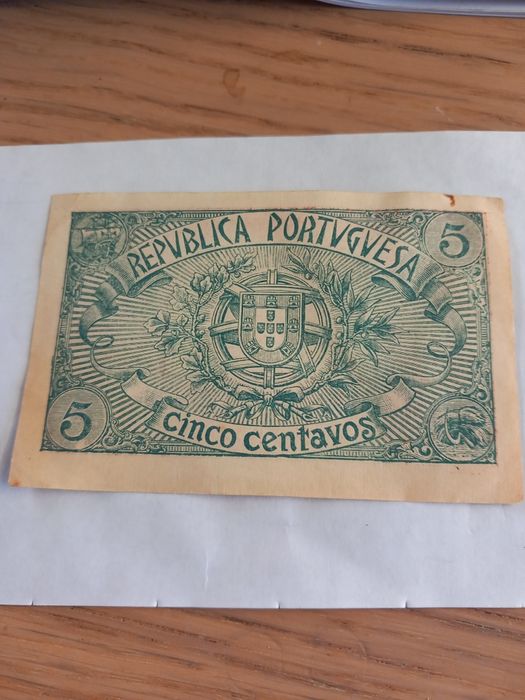 REPVBLICA PORTVGVESA
5
5
cinco centavos